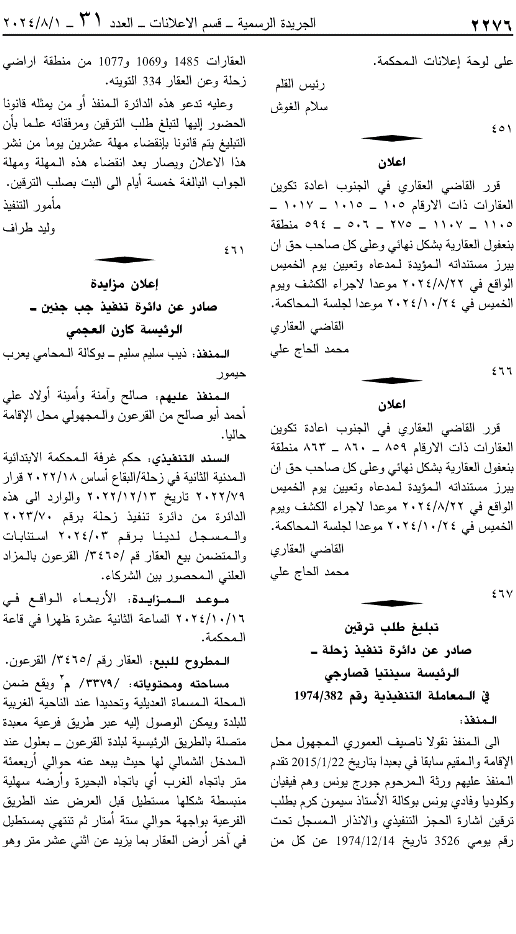 ٢٢٧٦
الجريدة الرسمية ــ قسم الاعلانات ــ العدد ٣١ ــ ٢٠٢٤/٨/١
على لوحة إعلانات المحكمة.
رئيس القلم
سلام الغوش
٤٥١
اعلان
قرر القاضي العقاري في الجنوب اعادة تكوين
العقارات ذات الارقام ١٠٥ ــ ١٠١٥ ــ ١٠١٧ ــ
١١٠٥ ــ ١١٠٧ ــ ٢٧٥ ــ ٥٠٦ ــ ٥٩٤ منطقة
بنعفول العقارية بشكل نهائي وعلى كل صاحب حق ان
يبرز مستنداته المؤيدة لمدعاه وتعيين يوم الخميس
الواقع في ٢٠٢٤/٨/٢٢ موعدا لاجراء الكشف ويوم
الخميس في ٢٠٢٤/١٠/٢٤ موعدا لجلسة المحاكمة.
القاضي العقاري
محمد الحاج علي
٤٦٦
اعلان
قرر القاضي العقاري في الجنوب اعادة تكوين
العقارات ذات الارقام ٨٥٩ ــ ٨٦٠ ــ ٨٦٣ منطقة
بنعفول العقارية بشكل نهائي وعلى كل صاحب حق ان
يبرز مستنداته المؤيدة لمدعاه وتعيين يوم الخميس
الواقع في ٢٠٢٤/٨/٢٢ موعدا لاجراء الكشف ويوم
الخميس في ٢٠٢٤/١٠/٢٤ موعدا لجلسة المحاكمة.
القاضي العقاري
محمد الحاج علي
٤٦٧
تبليغ طلب ترقين
صادر عن دائرة تنفيذ زحلة ــ
الرئيسة سينتيا قصارجي
في المعاملة التنفيذية رقم 1974/382
المنفذ:
الى المنفذ نقولا ناصيف العموري المجهول محل
الإقامة والمقيم سابقا في بعبدا بتاريخ 2015/1/22 تقدم
المنفذ عليهم ورثة المرحوم جورج يونس وهم فيفيان
وكلوديا وفادي يونس بوكالة الأستاذ سيمون كرم بطلب
ترقين اشارة الحجز التنفيذي والانذار المسجل تحت
رقم يومي 3526 تاريخ 1974/12/14 عن كل من
العقارات 1485 و1069 و1077 من منطقة اراضي
زحلة وعن العقار 334 التويته.
وعليه تدعو هذه الدائرة المنفذ أو من يمثله قانونا
الحضور إليها لتبلغ طلب الترقين ومرفقاته علما بأن
التبليغ يتم قانونا بإنقضاء مهلة عشرين يوما من نشر
هذا الاعلان ويصار بعد انقضاء هذه المهلة ومهلة
الجواب البالغة خمسة أيام الى البت بصلب الترقين.
مأمور التنفيذ
وليد طراف
٤٦١
إعلان مزايدة
صادر عن دائرة تنفيذ جب جنين ــ
الرئيسة كارن العجمي
المنفذ: ذيب سليم سليم ــ بوكالة المحامي يعرب
حيمور
المنفذ عليهم: صالح وآمنة وأمينة أولاد علي
أحمد أبو صالح من القرعون والمجهولي محل الإقامة
حاليا.
السند التنفيذي: حكم غرفة المحكمة الابتدائية
المدنية الثانية في زحلة/البقاع أساس ٢٠٢٢/١٨ قرار
٢٠٢٢/٧٩ تاريخ ٢٠٢٢/١٢/١٣ والوارد الى هذه
الدائرة من دائرة تنفيذ زحلة برقم ٢٠٢٣/٧٠
والمسجل لدينا برقم ٢٠٢٤/٠٣ استنابات
والمتضمن بيع العقار قم /٣٤٦٥/ القرعون بالمزاد
العلني المحصور بين الشركاء.
موعد المزايدة: الأربعاء الواقع في
٢٠٢٤/١٠/١٦ الساعة الثانية عشرة ظهرا في قاعة
المحكمة.
المطروح للبيع: العقار رقم /٣٤٦٥/ القرعون.
مساحته ومحتوياته: /٣٣٧٩/ م٢ ويقع ضمن
المحلة المسماة العديلية وتحديدا عند الناحية الغربية
للبلدة ويمكن الوصول إليه عبر طريق فرعية معبدة
متصلة بالطريق الرئيسية لبلدة القرعون ــ بعلول عند
المدخل الشمالي لها حيث يبعد عنه حوالي أربعمئة
متر باتجاه الغرب أي باتجاه البحيرة وأرضه سهلية
منبسطة شكلها مستطيل قبل العرض عند الطريق
الفرعية بواجهة حوالي ستة أمتار ثم تنتهي بمستطيل
في آخر أرض العقار بما يزيد عن اثني عشر متر وهو